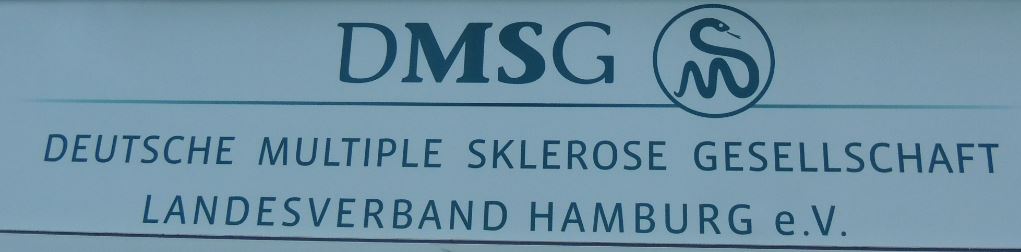 DMSG
DEUTSCHE MULTIPLE SKLEROSE GESELLSCHAFT
LANDESVERBAND HAMBURG e.V.